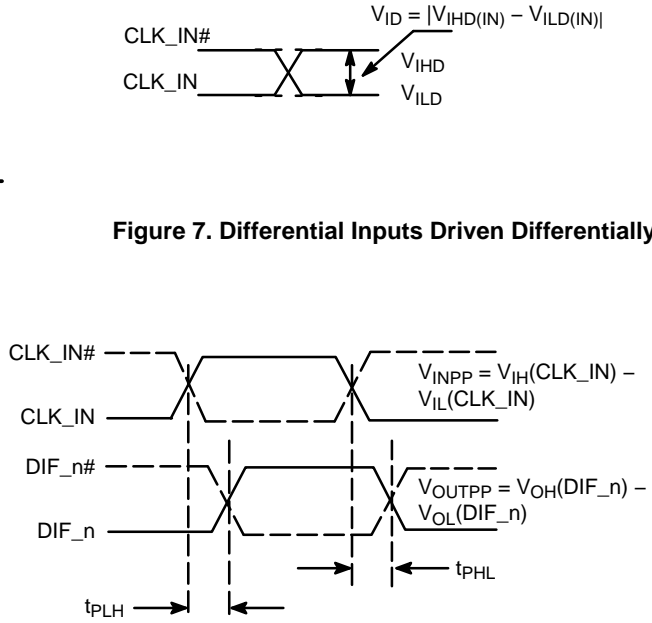 V_ID = |V_IHD(IN) − V_ILD(IN)|
CLK_IN#
V_IHD
CLK_IN
V_ILD
Figure 7. Differential Inputs Driven Differentially
CLK_IN#
V_INPP = V_IH(CLK_IN) −
V_IL(CLK_IN)
CLK_IN
DIF_n#
V_OUTPP = V_OH(DIF_n) −
V_OL(DIF_n)
DIF_n
t_PHL
t_PLH